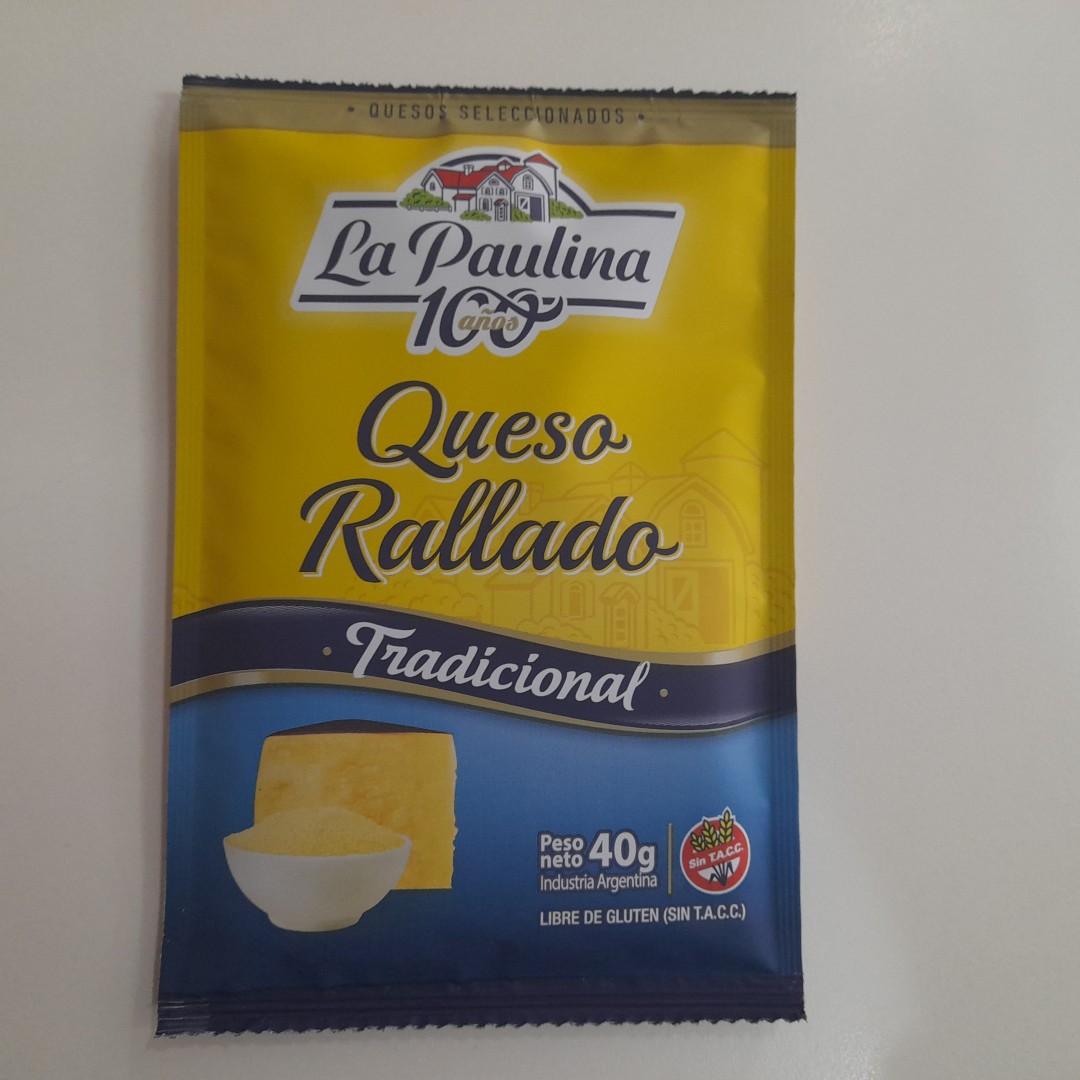 • QUESOS SELECCIONADOS •
La Paulina
100
años
Queso
Rallado
· Tradicional ·
Peso
neto 40g
Industria Argentina
Sin T.A.C.C.
LIBRE DE GLUTEN (SIN T.A.C.C.)